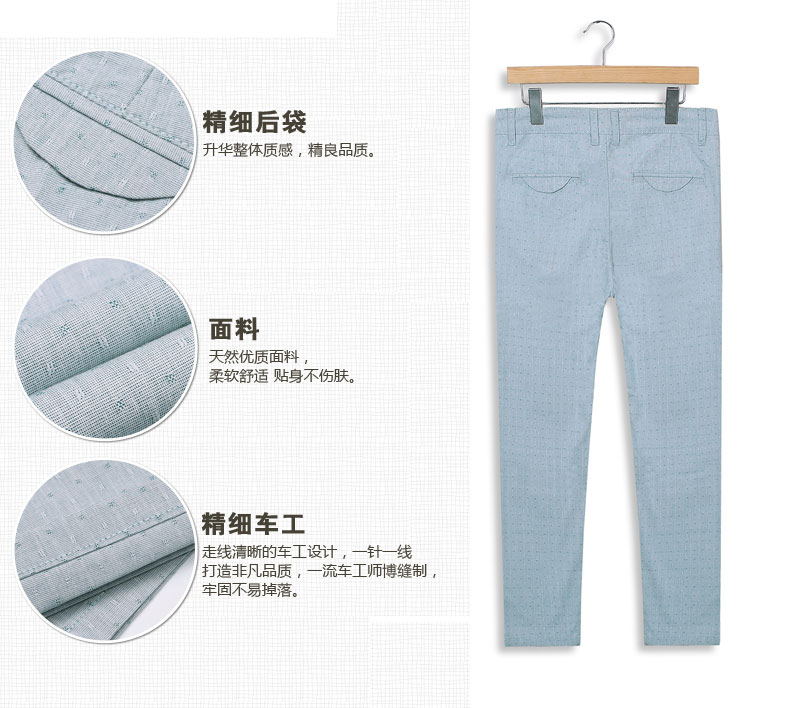 精细后袋
升华整体质感，精良品质。
面料
天然优质面料，
柔软舒适 贴身不伤肤。
精细车工
走线清晰的车工设计，一针一线
打造非凡品质，一流车工师博缝制，
牢固不易掉落。